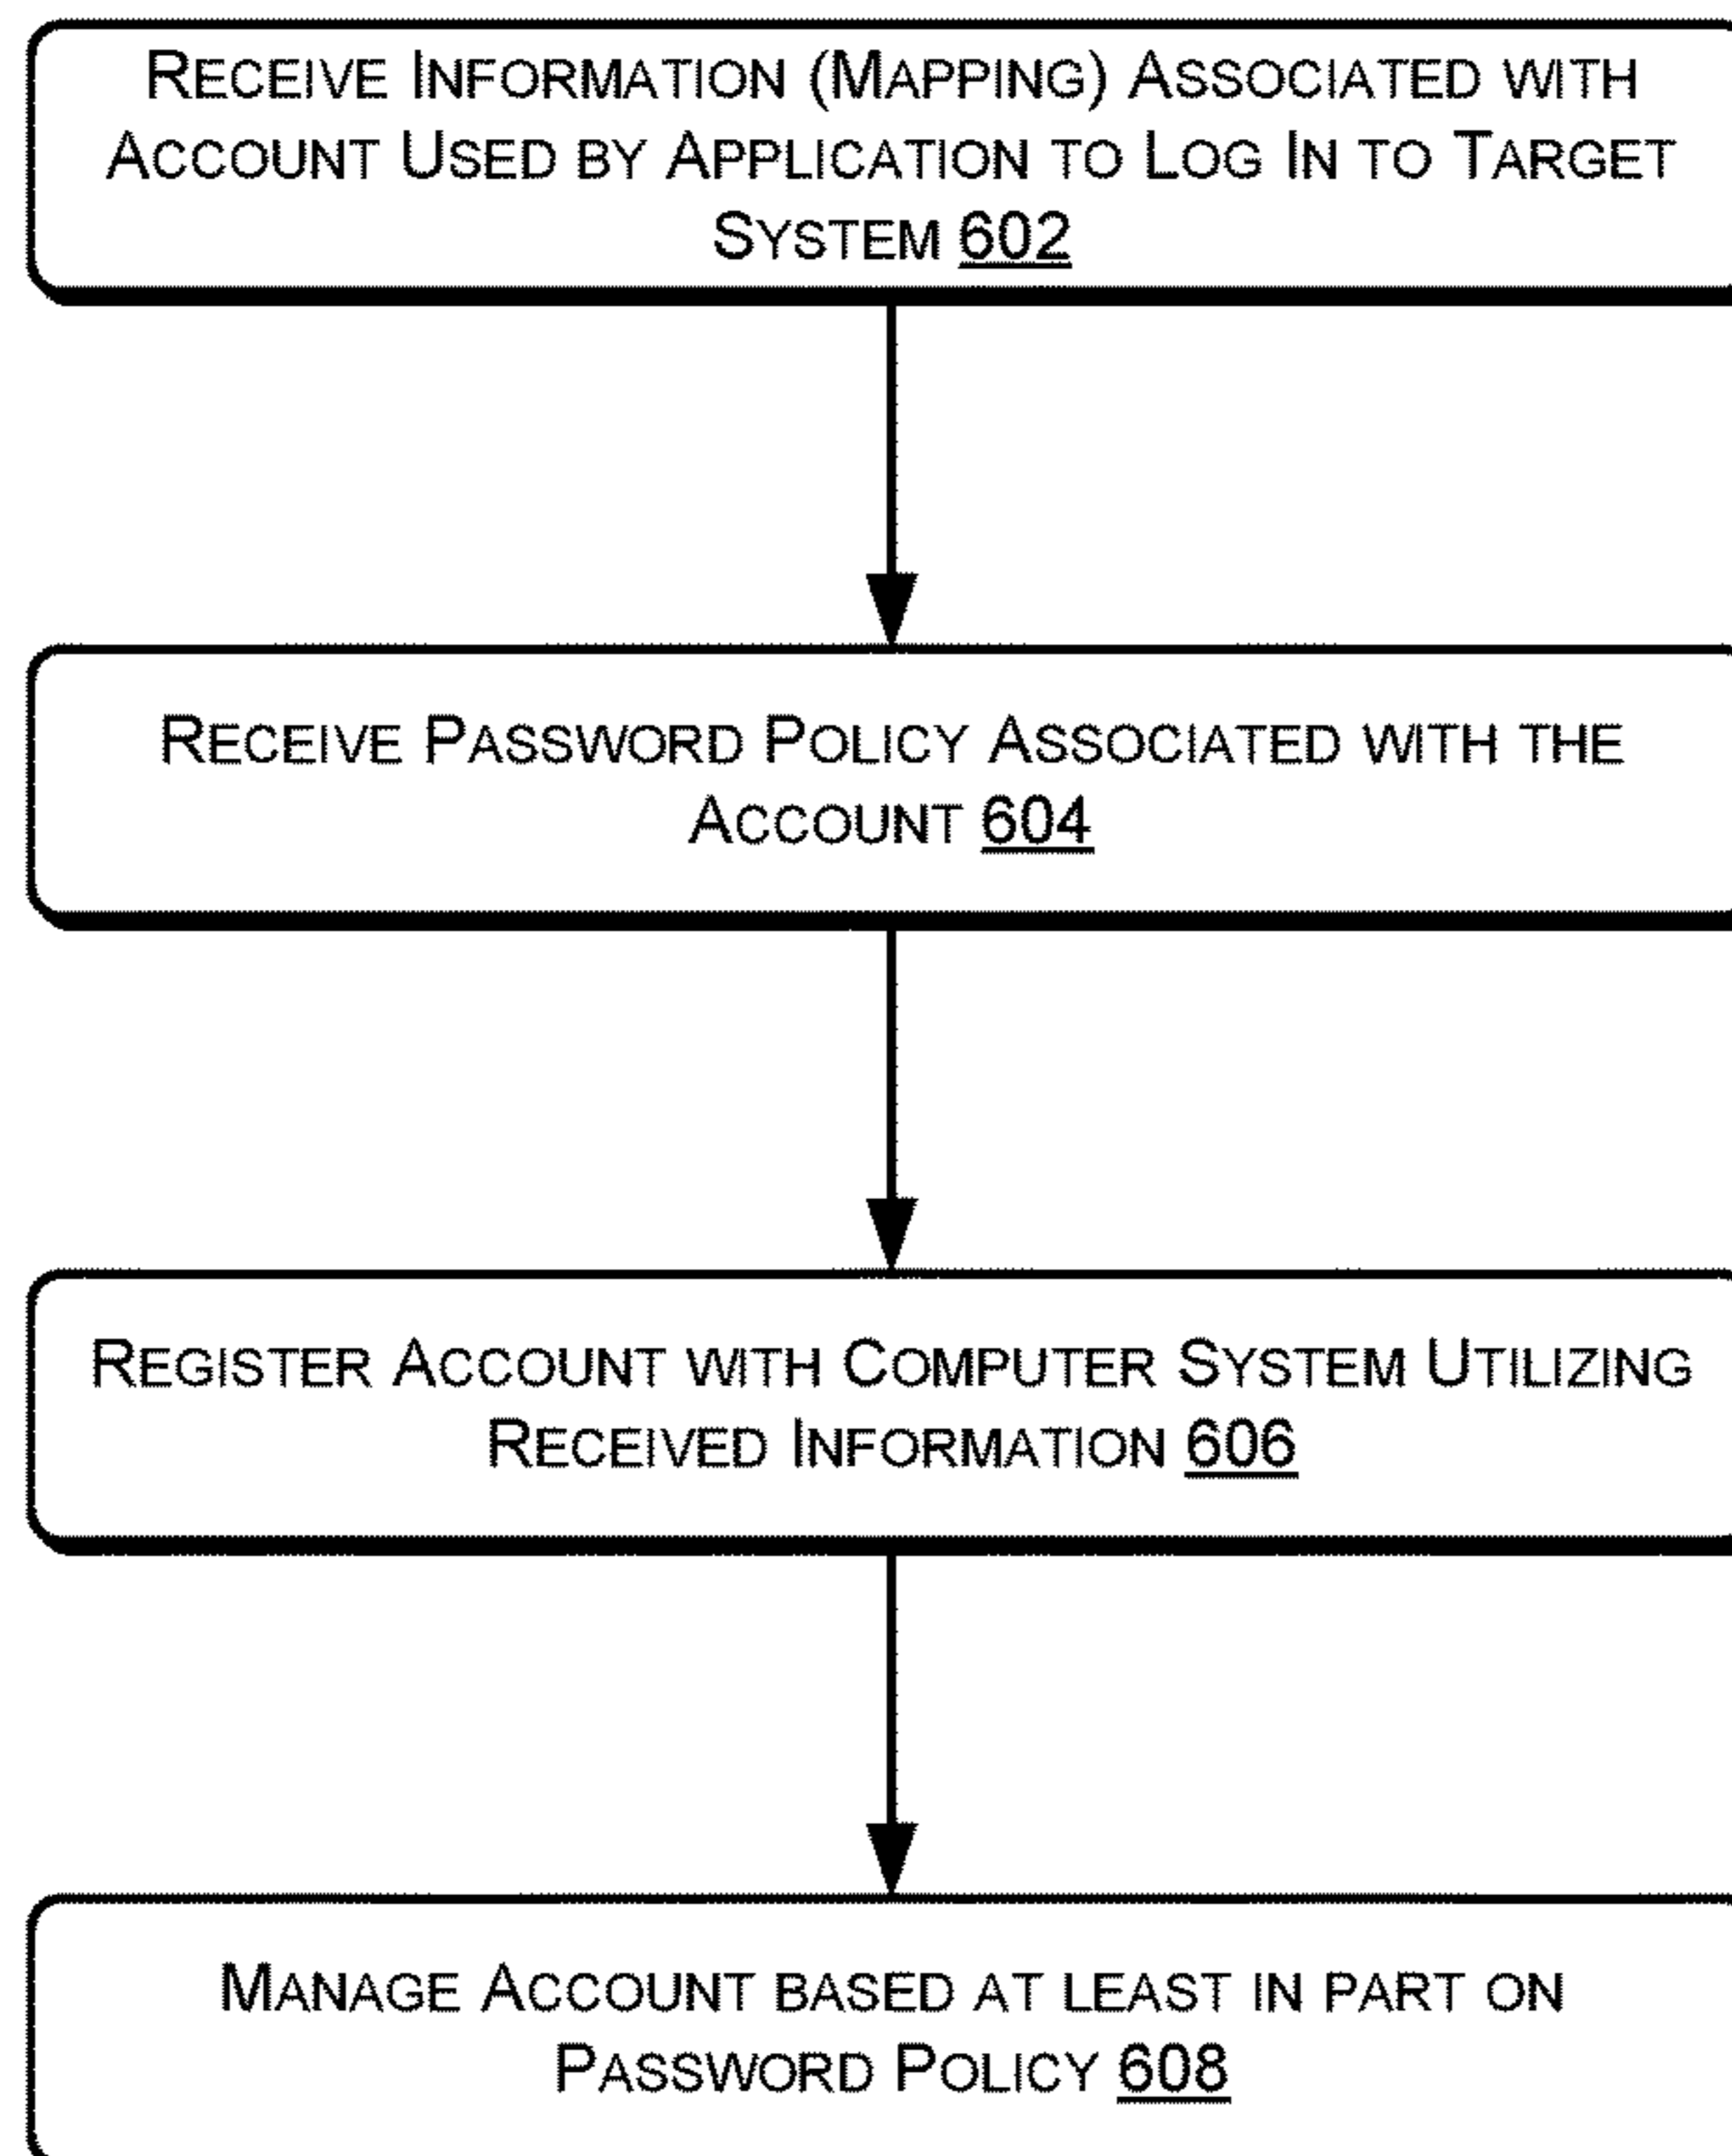 RECEIVE INFORMATION (MAPPING) ASSOCIATED WITH
ACCOUNT USED BY APPLICATION TO LOG IN TO TARGET
SYSTEM 602
RECEIVE PASSWORD POLICY ASSOCIATED WITH THE
ACCOUNT 604
REGISTER ACCOUNT WITH COMPUTER SYSTEM UTILIZING
RECEIVED INFORMATION 606
MANAGE ACCOUNT BASED AT LEAST IN PART ON
PASSWORD POLICY 608